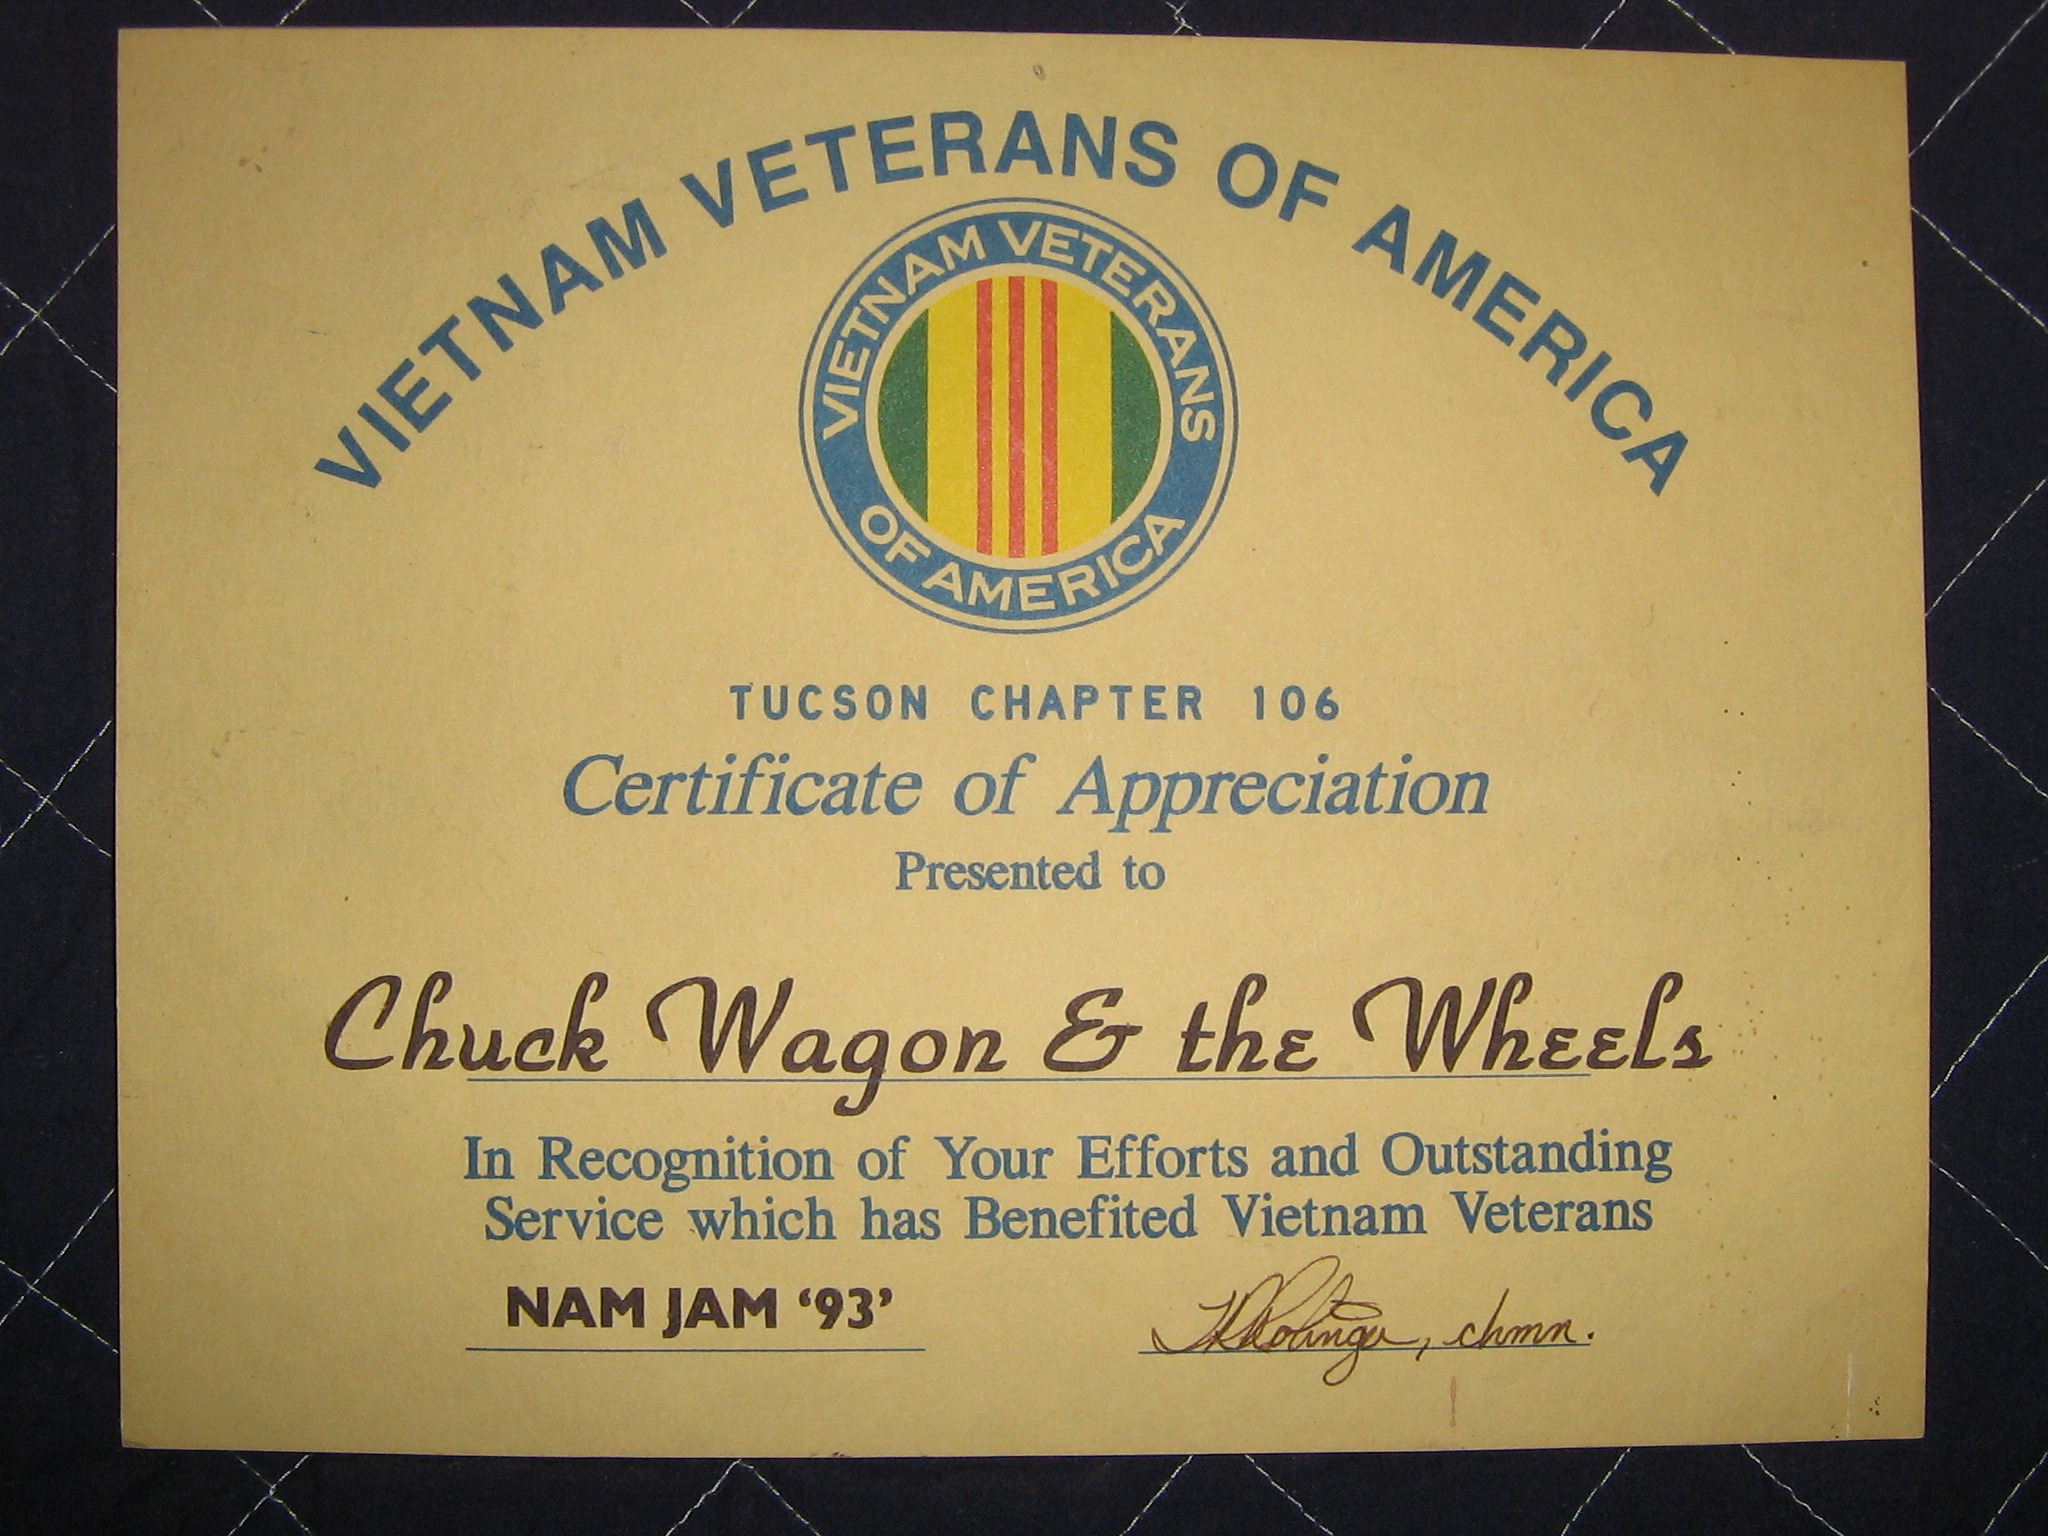 VIETNAM VETERANS OF AMERICA
VIETNAM VETERANS
OF AMERICA
TUCSON CHAPTER 106
Certificate of Appreciation
Presented to
Chuck Wagon & the Wheels
In Recognition of Your Efforts and Outstanding
Service which has Benefited Vietnam Veterans
NAM JAM ‘93’
, chmn.